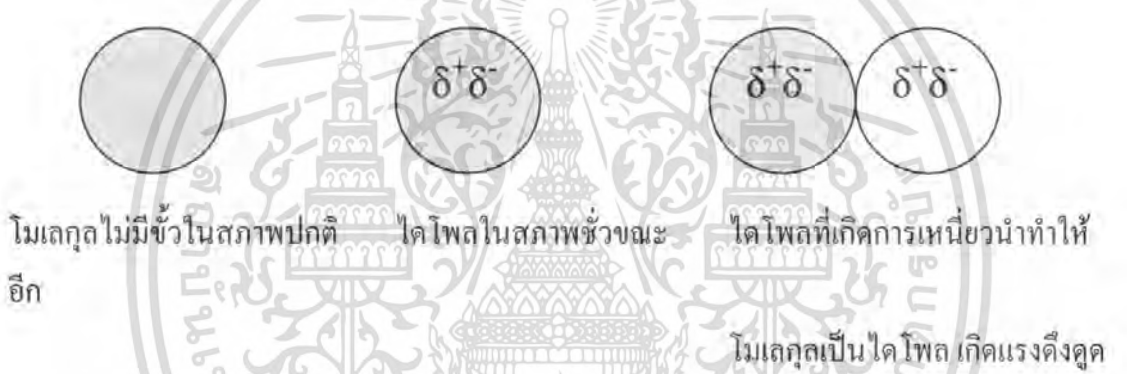 δ⁺δ⁻ δ⁺δ⁻ δ⁺δ⁻
โมเลกุลไม่มีขั้วในสภาพปกติ ไดโพลในสภาพชั่วขณะ ไดโพลที่เกิดการเหนี่ยวนำทำให้
อีก
โมเลกุลเป็นไดโพล เกิดแรงดึงดูด